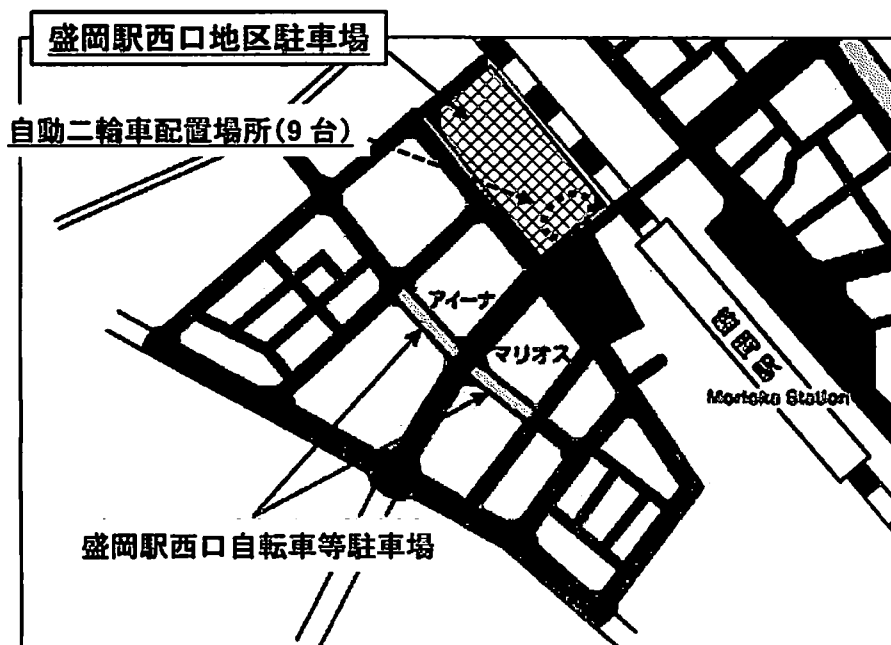 盛岡駅西口地区駐車場
自動二輪車配置場所(9台)
アイーナ
マリオス
盛岡駅
Morioka Station
盛岡駅西口自転車等駐車場